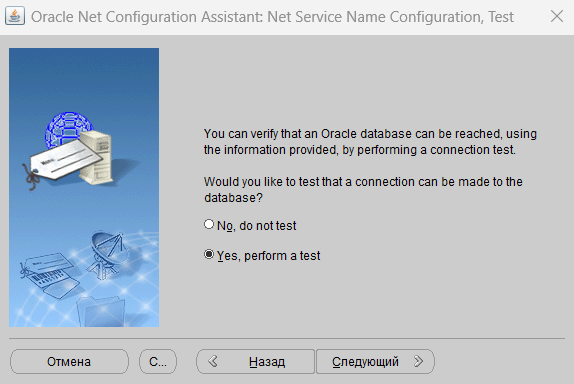 Oracle Net Configuration Assistant: Net Service Name Configuration, Test
You can verify that an Oracle database can be reached, using
the information provided, by performing a connection test.
Would you like to test that a connection can be made to the
database?
No, do not test
Yes, perform a test
Отмена
С...
Назад
Следующий